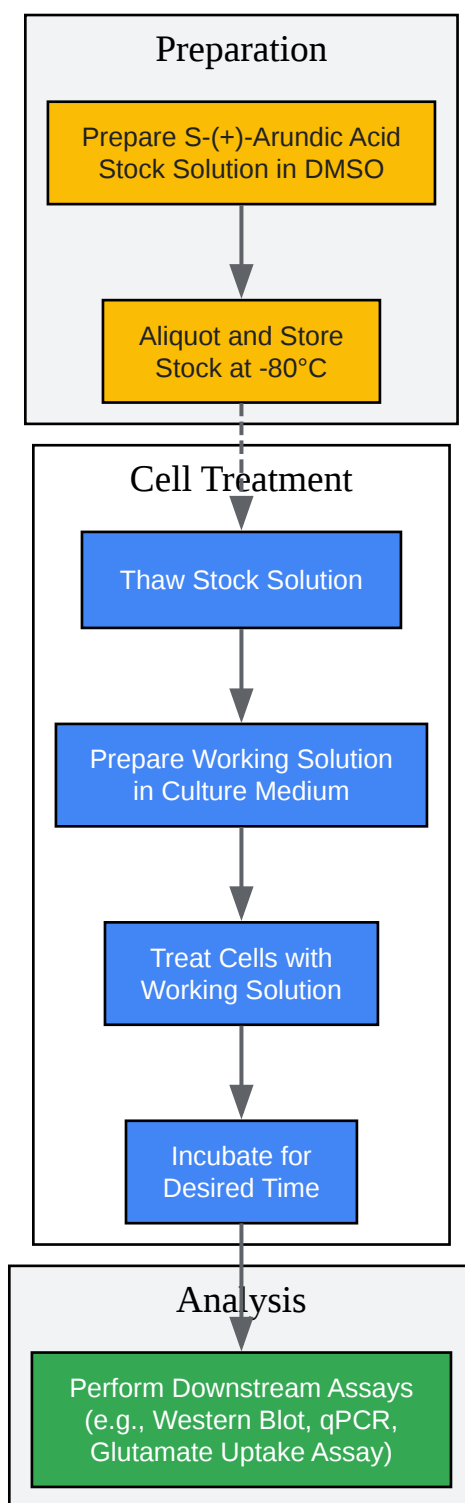 Preparation
Prepare S-(+)-Arundic Acid
Stock Solution in DMSO
Aliquot and Store
Stock at -80°C
Cell Treatment
Thaw Stock Solution
Prepare Working Solution
in Culture Medium
Treat Cells with
Working Solution
Incubate for
Desired Time
Analysis
Perform Downstream Assays
(e.g., Western Blot, qPCR,
Glutamate Uptake Assay)